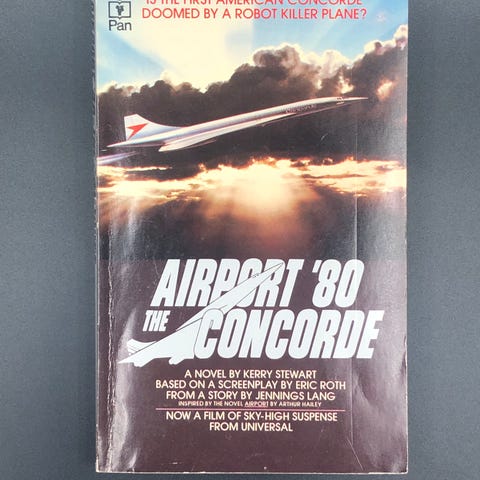 IS THE FIRST AMERICAN CONCORDE
DOOMED BY A ROBOT KILLER PLANE?
Pan
AIRPORT '80
THE CONCORDE
A NOVEL BY KERRY STEWART
BASED ON A SCREENPLAY BY ERIC ROTH
FROM A STORY BY JENNINGS LANG
INSPIRED BY THE NOVEL AIRPORT BY ARTHUR HAILEY
NOW A FILM OF SKY-HIGH SUSPENSE
FROM UNIVERSAL